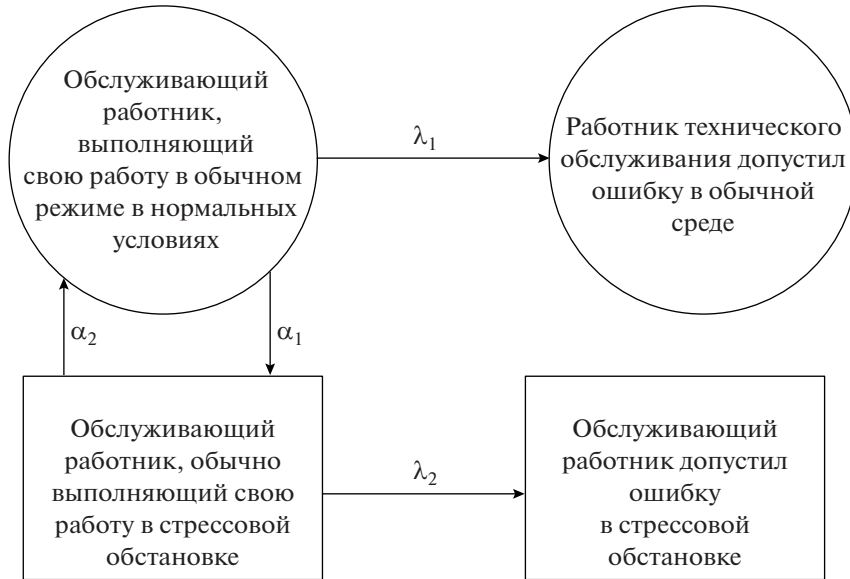 Обслуживающий
работник,
выполняющий
свою работу в обычном
режиме в нормальных
условиях
λ1
Работник технического
обслуживания допустил
ошибку в обычной
среде
α2
α1
Обслуживающий
работник, обычно
выполняющий свою
работу в стрессовой
обстановке
λ2
Обслуживающий
работник допустил
ошибку
в стрессовой
обстановке